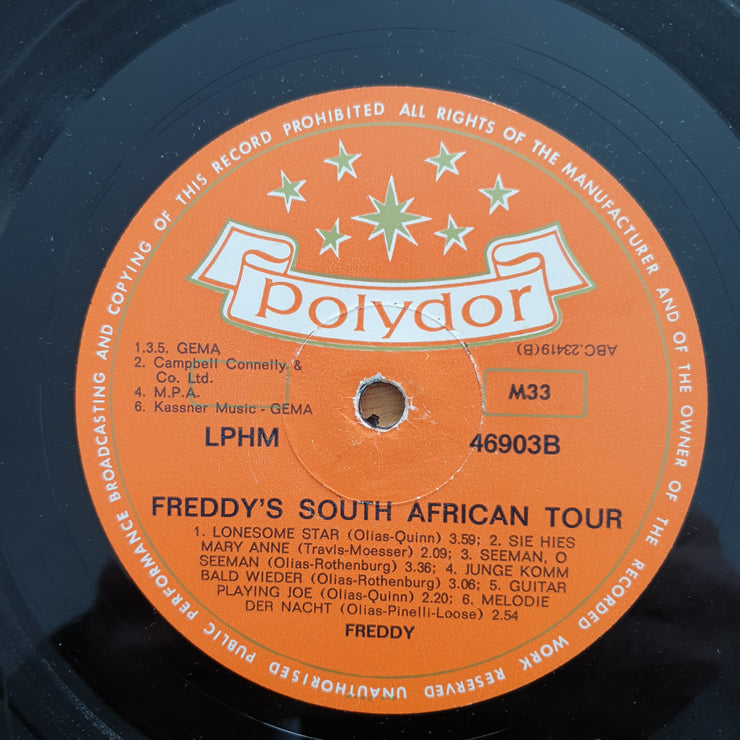 UNAUTHORISED PUBLIC PERFORMANCE BROADCASTING AND COPYING OF THIS RECORD PROHIBITED ALL RIGHTS OF THE MANUFACTURER AND OF THE OWNER OF THE RECORDED WORK RESERVED
polydor
1.3.5. GEMA
2. Campbell Connelly &
Co. Ltd.
4. M.P.A.
6. Kassner Music - GEMA
ABC.23419(B)
M33
LPHM
46903B
FREDDY'S SOUTH AFRICAN TOUR
1. LONESOME STAR (Olias-Quinn) 3.59; 2. SIE HIES
MARY ANNE (Travis-Moesser) 2.09; 3. SEEMAN, O
SEEMAN (Olias-Rothenburg) 3.36; 4. JUNGE KOMM
BALD WIEDER (Olias-Rothenburg) 3.06; 5. GUITAR
PLAYING JOE (Olias-Quinn) 2.20; 6. MELODIE
DER NACHT (Olias-Pinelli-Loose) 2.54
FREDDY